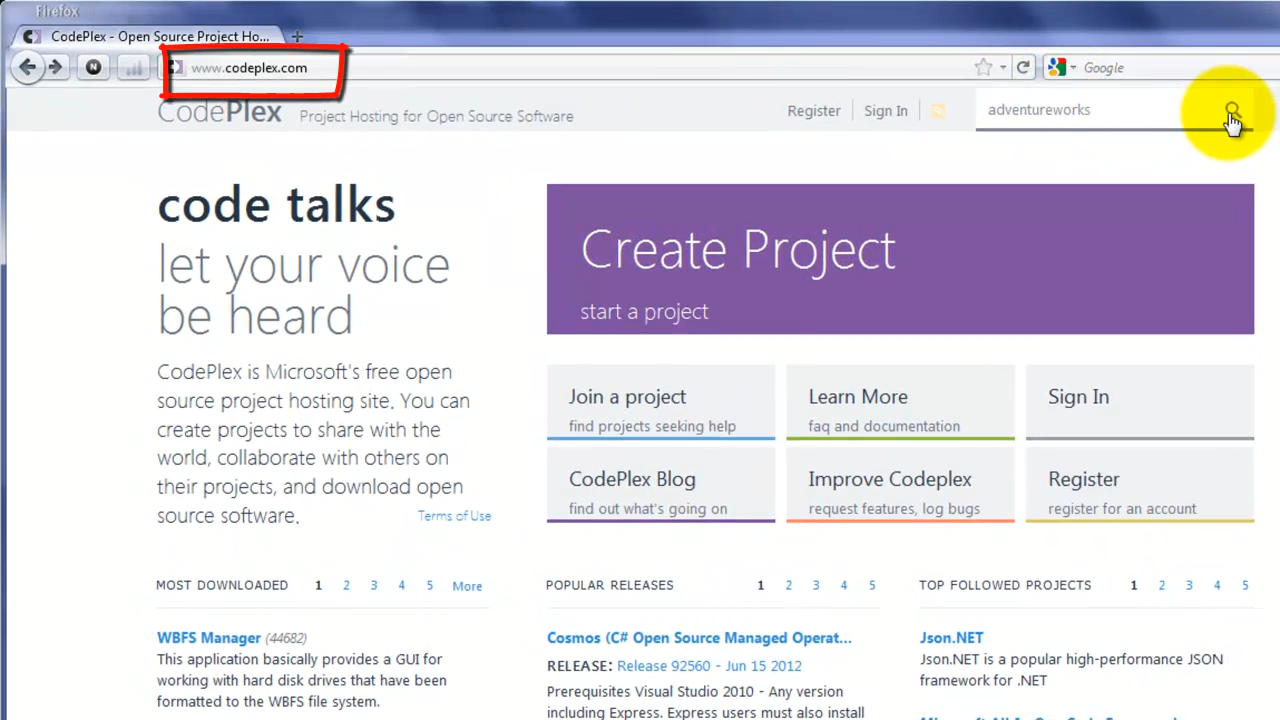 Firefox
CodePlex - Open Source Project Ho...
www.codeplex.com
Google
CodePlex Project Hosting for Open Source Software
Register
Sign In
adventureworks
code talks
let your voice
be heard
CodePlex is Microsoft's free open
source project hosting site. You can
create projects to share with the
world, collaborate with others on
their projects, and download open
source software.
Terms of Use
Create Project
start a project
Join a project
find projects seeking help
Learn More
faq and documentation
Sign In
CodePlex Blog
find out what's going on
Improve Codeplex
request features, log bugs
Register
register for an account
MOST DOWNLOADED 1 2 3 4 5 More
WBFS Manager (44682)
This application basically provides a GUI for
working with hard disk drives that have been
formatted to the WBFS file system.
POPULAR RELEASES 1 2 3 4 5
Cosmos (C# Open Source Managed Operat...
RELEASE: Release 92560 - Jun 15 2012
Prerequisites Visual Studio 2010 - Any version
including Express. Express users must also install
TOP FOLLOWED PROJECTS 1 2 3 4 5
Json.NET
Json.NET is a popular high-performance JSON
framework for .NET